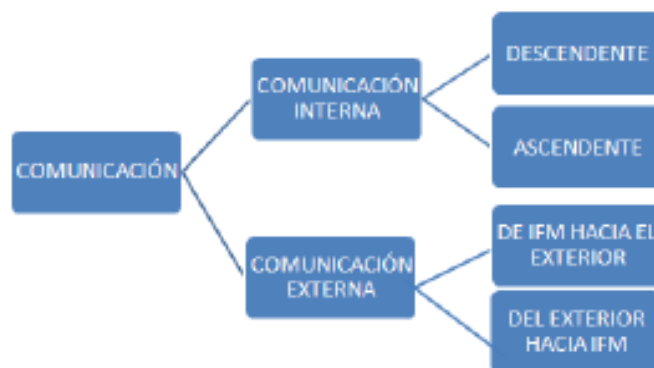 COMUNICACIÓN
COMUNICACIÓN
INTERNA
DESCENDENTE
ASCENDENTE
COMUNICACIÓN
EXTERNA
DE IFM HACIA EL
EXTERIOR
DEL EXTERIOR
HACIA IFM